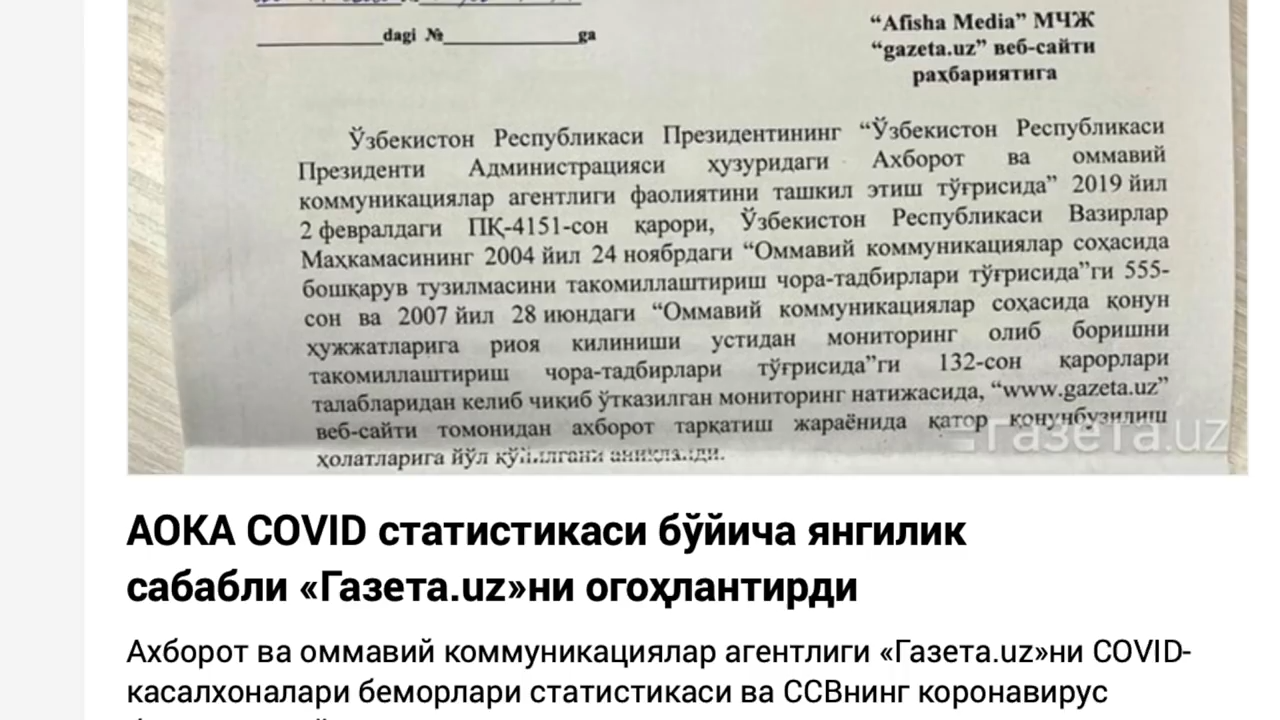 dagi №
ga
“Afisha Media” МЧЖ
“gazeta.uz” веб-сайти
раҳбариятига
Ўзбекистон Республикаси Президентининг “Ўзбекистон Республикаси
Президенти Администрацияси ҳузуридаги Ахборот ва оммавий
коммуникациялар агентлиги фаолиятини ташкил этиш тўғрисида” 2019 йил
2 февралдаги ПҚ-4151-сон қарори, Ўзбекистон Республикаси Вазирлар
Маҳкамасининг 2004 йил 24 ноябрдаги “Оммавий коммуникациялар соҳасида
бошқарув тузилмасини такомиллаштириш чора-тадбирлари тўғрисида”ги 555-
сон ва 2007 йил 28 июндаги “Оммавий коммуникациялар соҳасида қонун
ҳужжатларига риоя килиниши устидан мониторинг олиб боришни
такомиллаштириш чора-тадбирлари тўғрисида”ги 132-сон қарорлари
талабларидан келиб чиқиб ўтказилган мониторинг натижасида, “www.gazeta.uz”
веб-сайти томонидан ахборот тарқатиш жараёнида қатор қонунбузилиш
ҳолатларига йўл қўйилгани аниқланди.
Газета.uz
АОКА COVID статистикаси бўйича янгилик
сабабли «Газета.uz»ни огоҳлантирди
Ахборот ва оммавий коммуникациялар агентлиги «Газета.uz»ни COVID-
касалхоналари беморлари статистикаси ва ССВнинг коронавирус